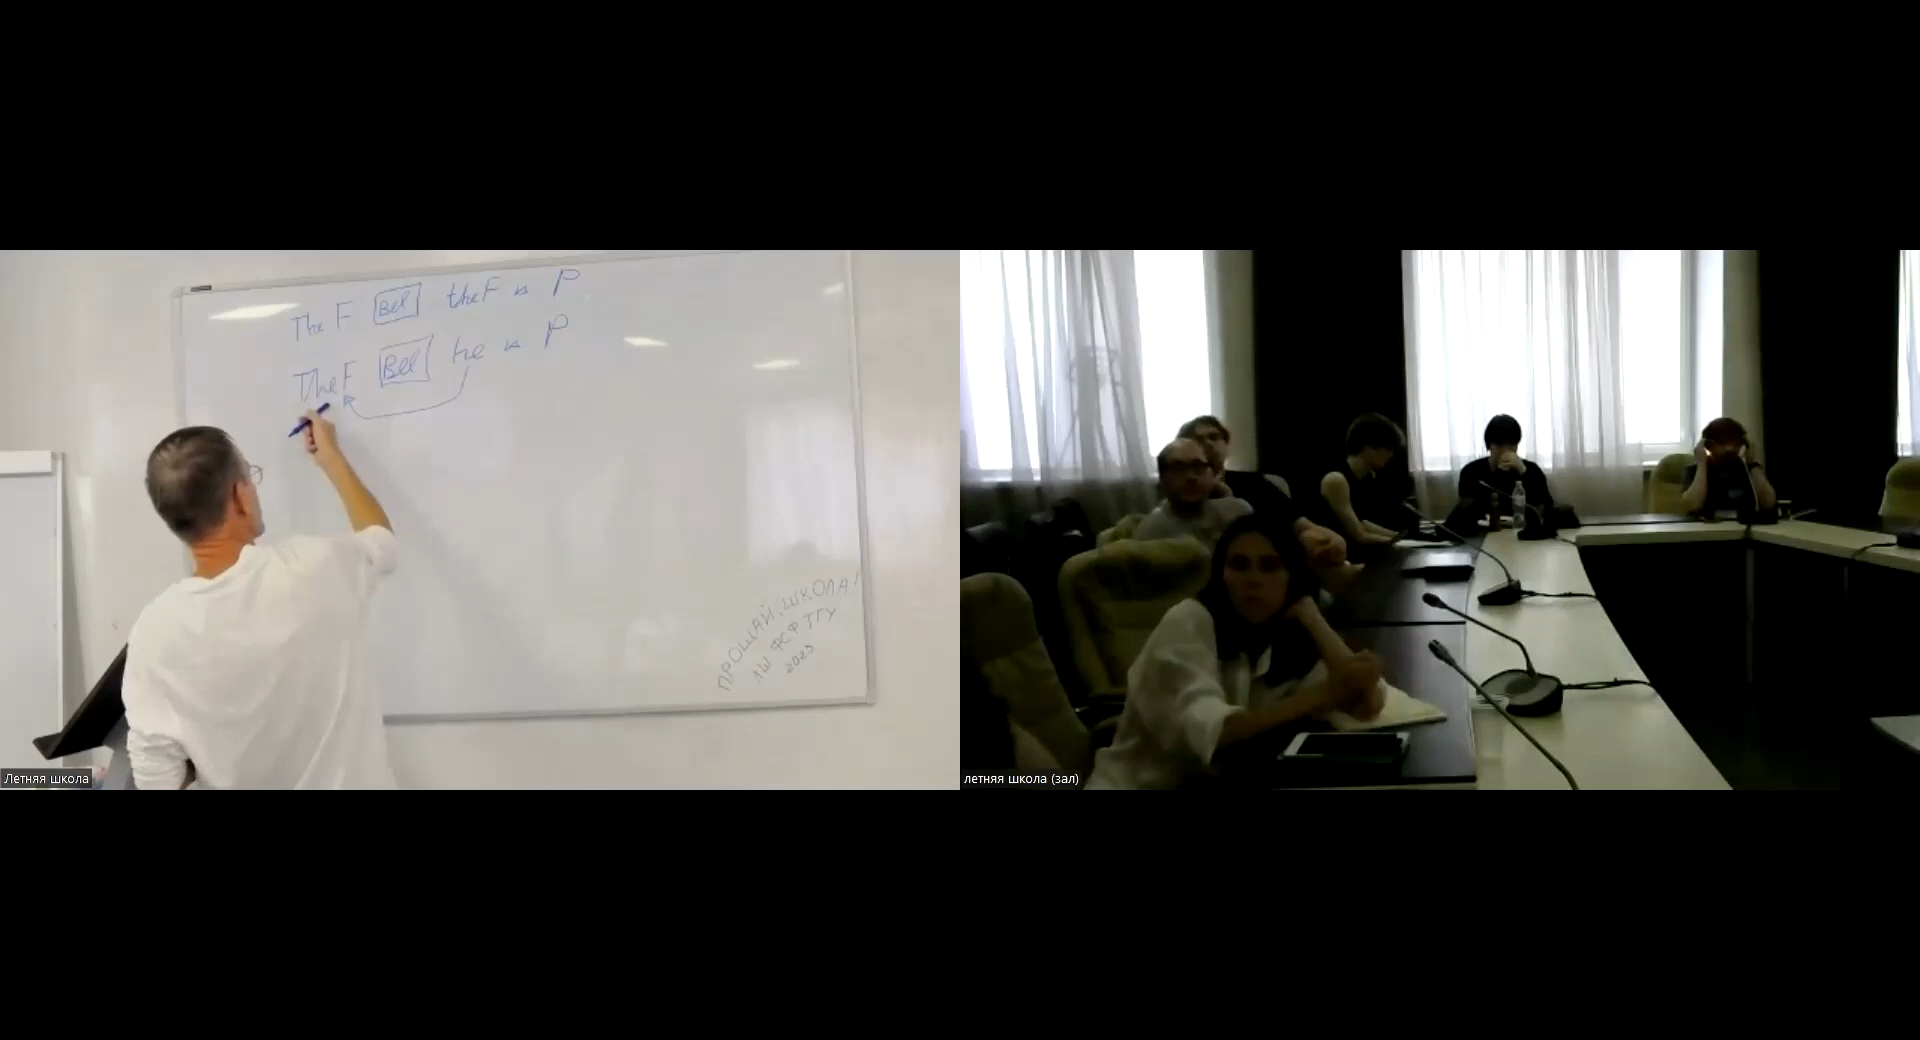 The F Bel the F is P
The F Bel he is P
ПРОЩАЙ, ШКОЛА!
ЛШ ФСФ ТГУ
2023
Летняя школа
летняя школа (зал)